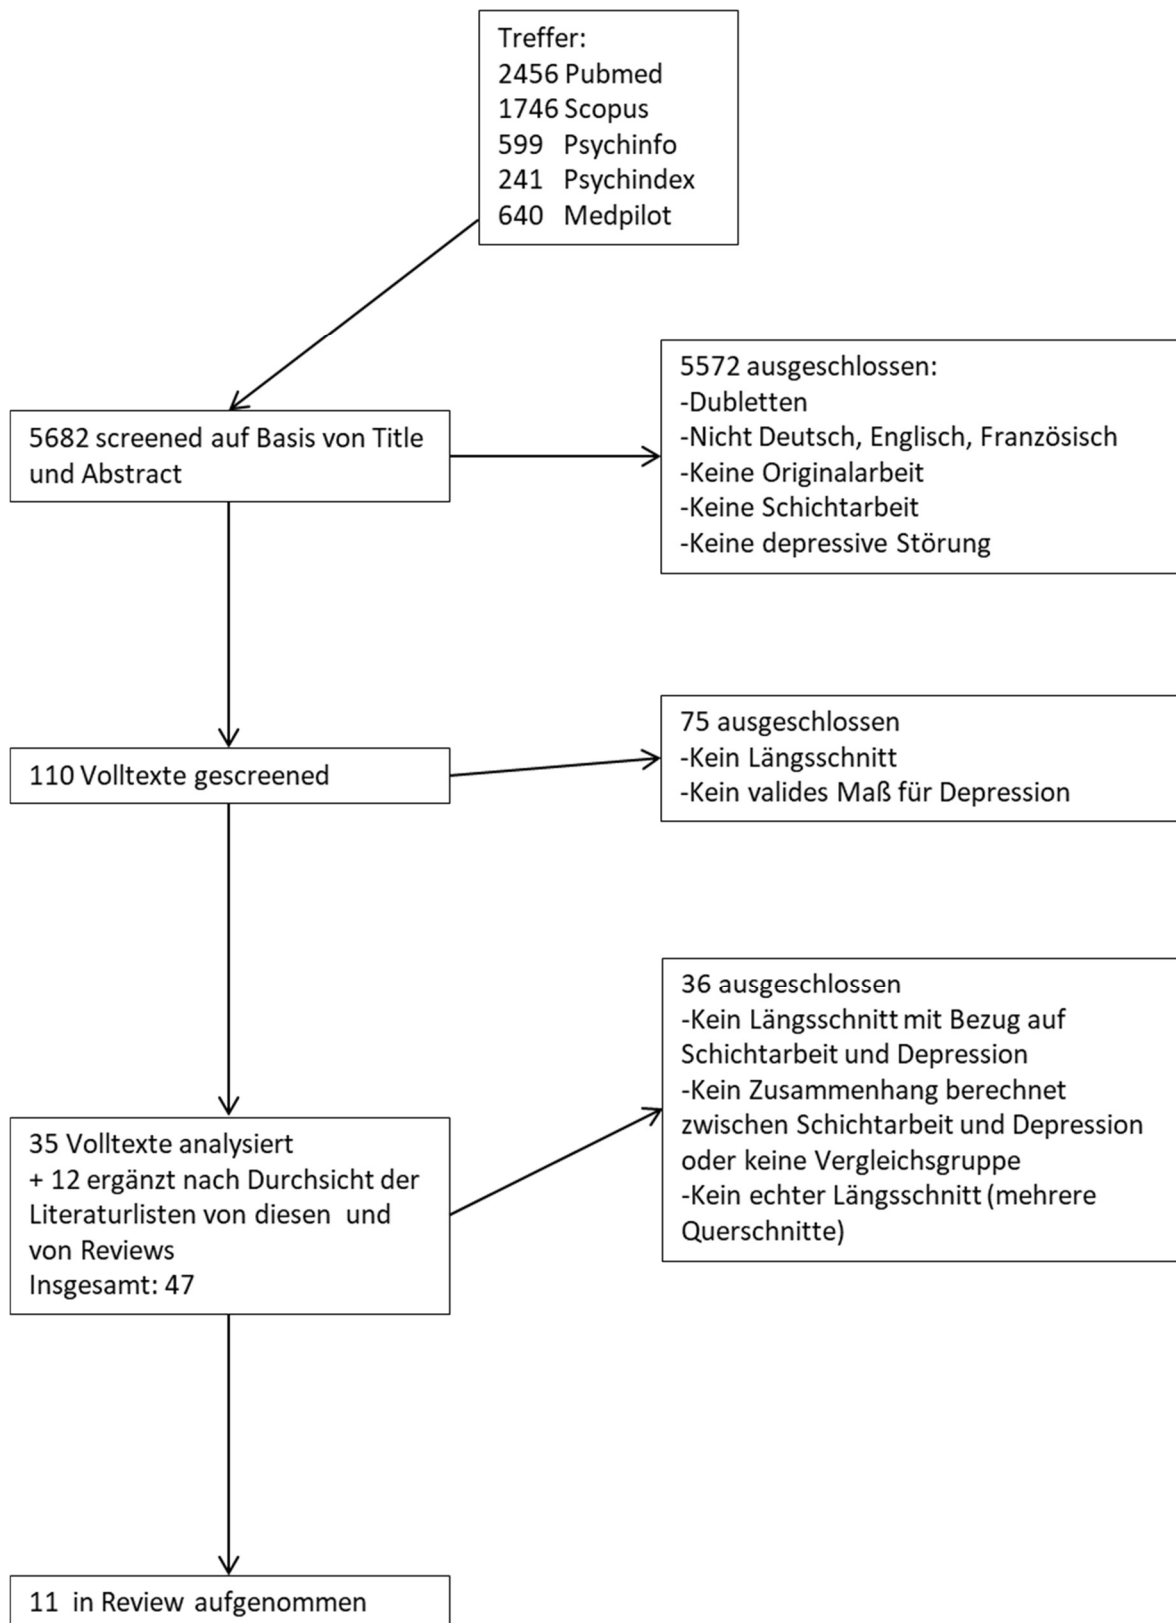 Treffer:
2456 Pubmed
1746 Scopus
599 Psychinfo
241 Psychindex
640 Medpilot
5682 screened auf Basis von Title
und Abstract
5572 ausgeschlossen:
-Dubletten
-Nicht Deutsch, Englisch, Französisch
-Keine Originalarbeit
-Keine Schichtarbeit
-Keine depressive Störung
110 Volltexte gescreened
75 ausgeschlossen
-Kein Längsschnitt
-Kein valides Maß für Depression
35 Volltexte analysiert
+ 12 ergänzt nach Durchsicht der
Literaturlisten von diesen und
von Reviews
Insgesamt: 47
36 ausgeschlossen
-Kein Längsschnitt mit Bezug auf
Schichtarbeit und Depression
-Kein Zusammenhang berechnet
zwischen Schichtarbeit und Depression
oder keine Vergleichsgruppe
-Kein echter Längsschnitt (mehrere
Querschnitte)
11 in Review aufgenommen